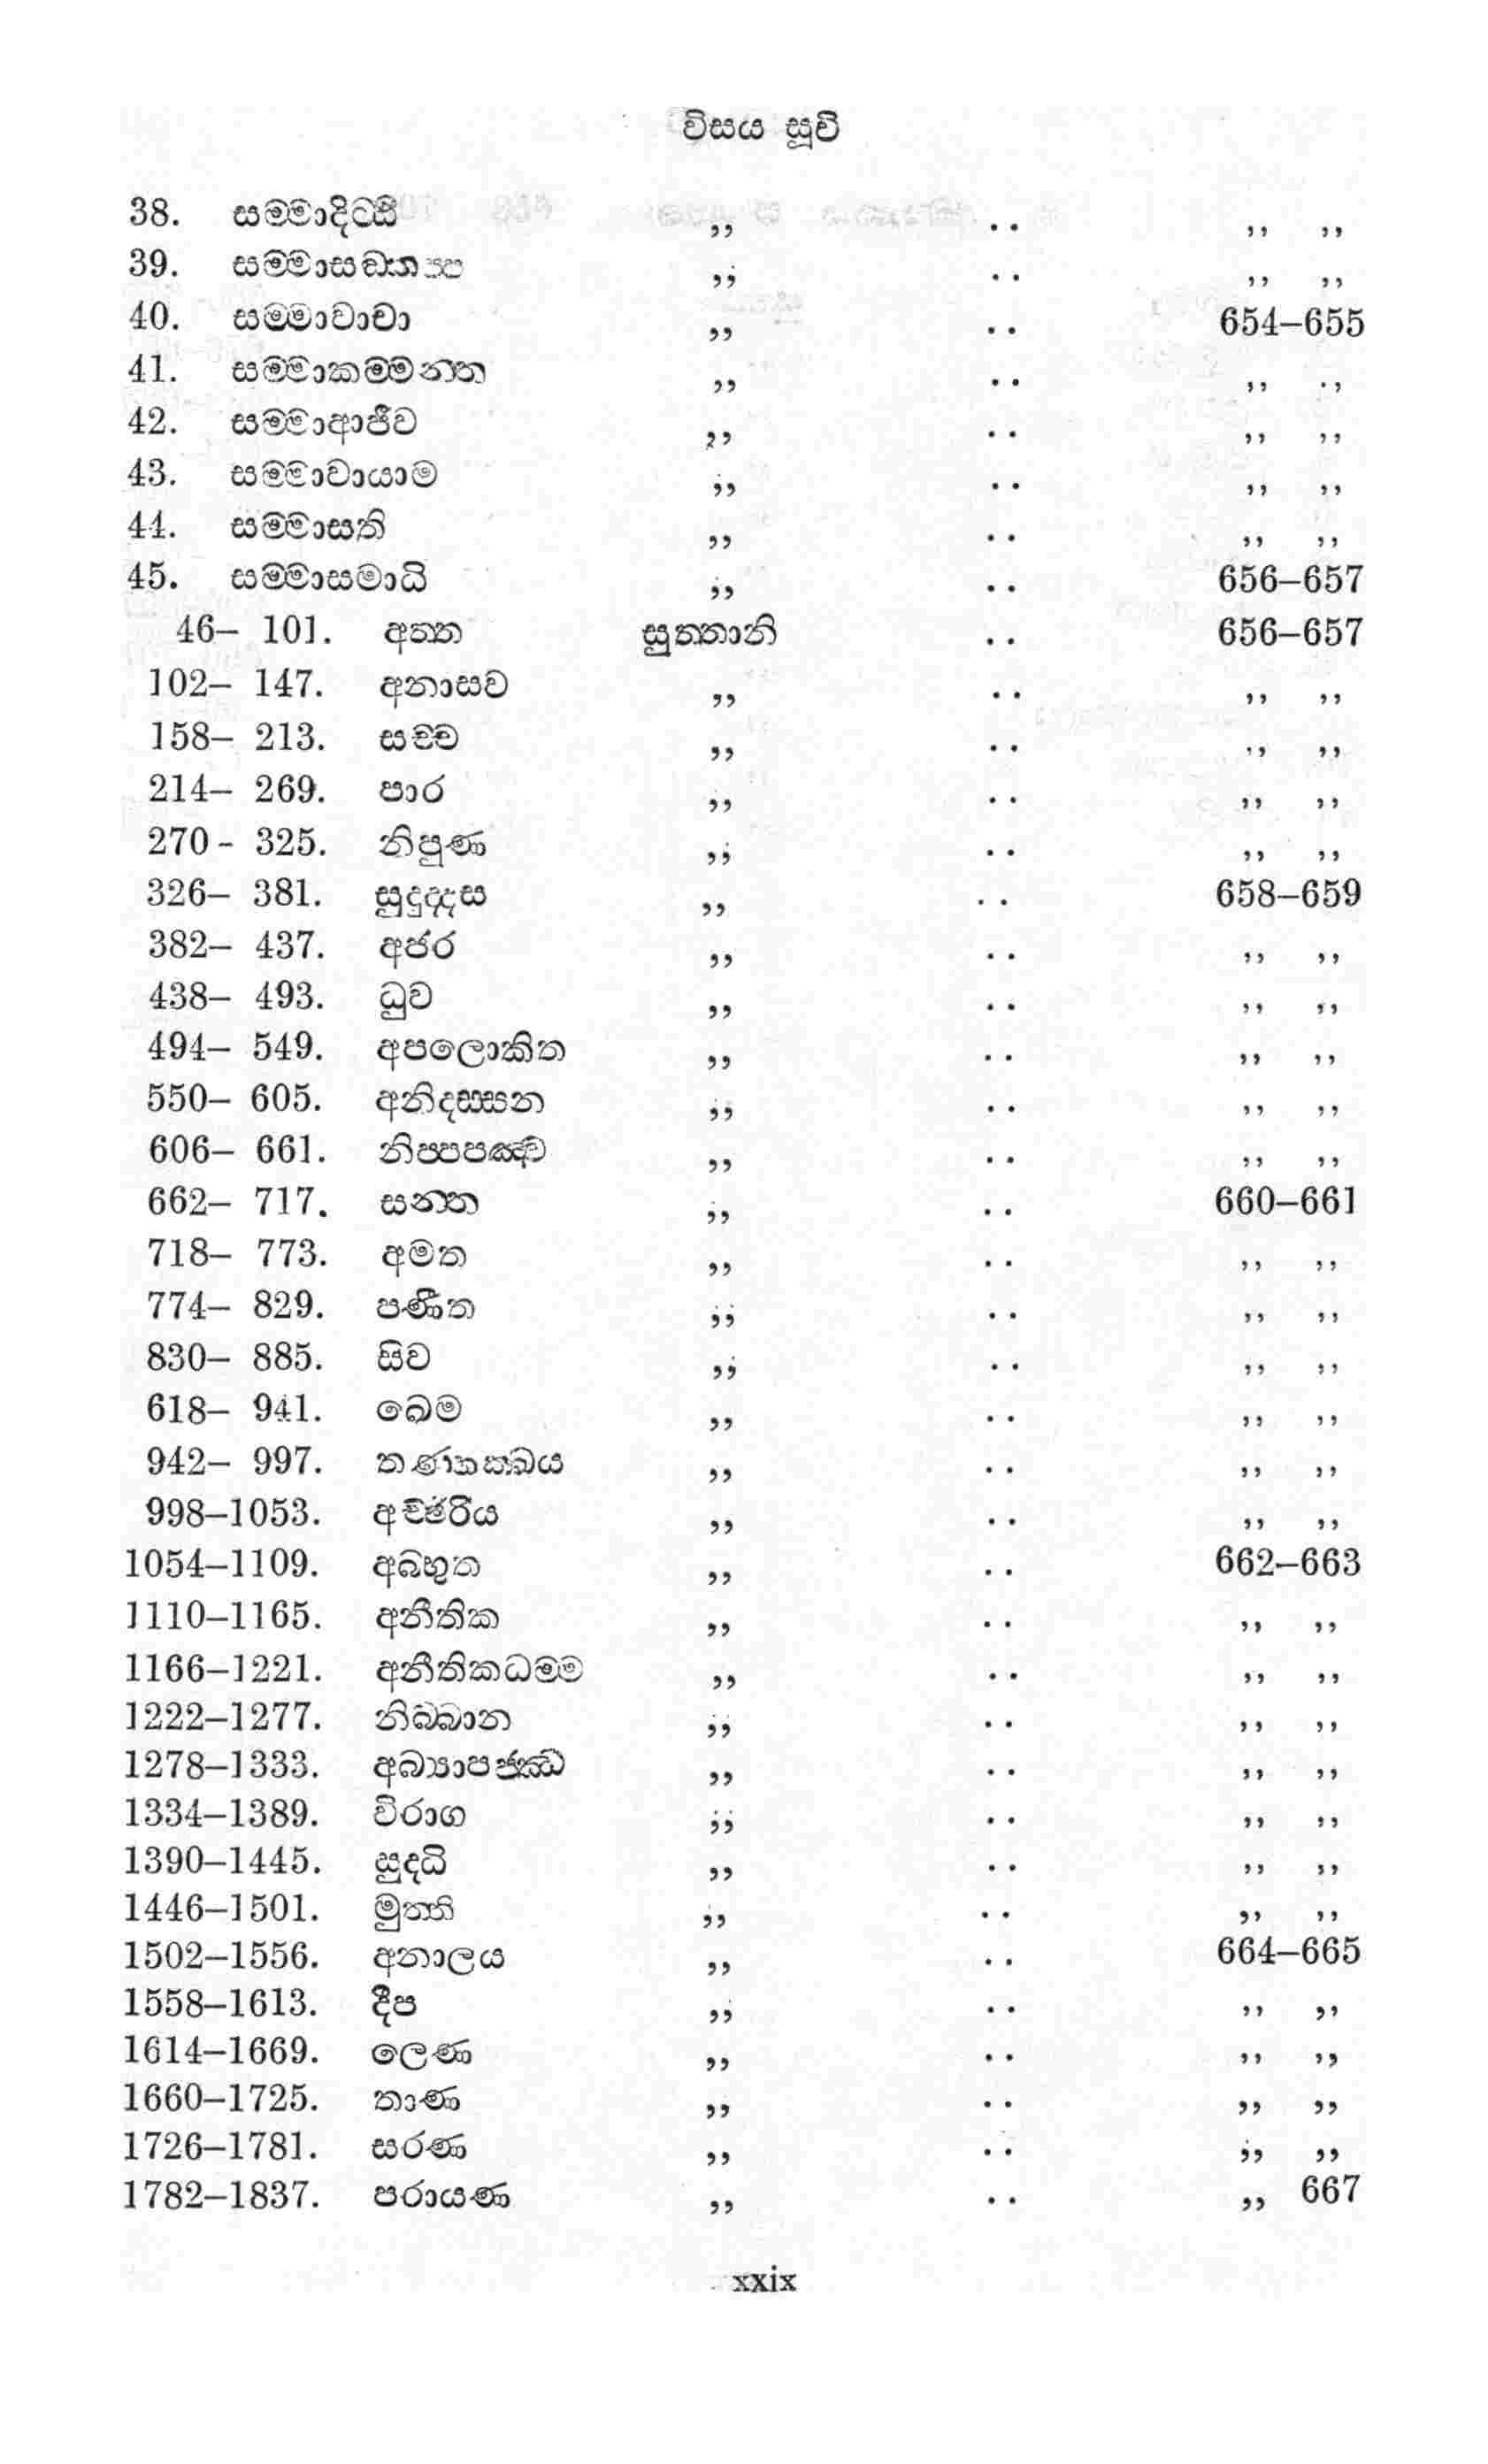 විසය සූචි
38. සම්මාදිට්ඨි ,, .. ,, ,,
39. සම්මාසඞ්කප්ප ,, .. ,, ,,
40. සම්මාවාචා ,, .. 654–655
41. සම්මාකම්මන්ත ,, .. ,, ,,
42. සම්මාආජීව ,, .. ,, ,,
43. සම්මාවායාම ,, .. ,, ,,
44. සම්මාසති ,, .. ,, ,,
45. සම්මාසමාධි ,, .. 656–657
46– 101. අත්ත සුත්තානි .. 656–657
102– 147. අනාසව ,, .. ,, ,,
158– 213. සච්ච ,, .. ,, ,,
214– 269. පාර ,, .. ,, ,,
270- 325. නිපුණ ,, .. ,, ,,
326– 381. සුදුද්දස ,, .. 658–659
382– 437. අජර ,, .. ,, ,,
438– 493. ධුව ,, .. ,, ,,
494– 549. අපලොකිත ,, .. ,, ,,
550– 605. අනිදස්සන ,, .. ,, ,,
606– 661. නිප්පපඤ්ච ,, .. ,, ,,
662– 717. සන්ත ,, .. 660–661
718– 773. අමත ,, .. ,, ,,
774– 829. පණීත ,, .. ,, ,,
830– 885. සිව ,, .. ,, ,,
618– 941. ඛෙම ,, .. ,, ,,
942– 997. තණ්හක්ඛය ,, .. ,, ,,
998–1053. අච්ඡරිය ,, .. ,, ,,
1054–1109. අබ්භුත ,, .. 662–663
1110–1165. අනීතික ,, .. ,, ,,
1166–1221. අනීතිකධම්ම ,, .. ,, ,,
1222–1277. නිබ්බාන ,, .. ,, ,,
1278–1333. අබ්‍යාපජ්ඣ ,, .. ,, ,,
1334–1389. විරාග ,, .. ,, ,,
1390–1445. සුද්ධි ,, .. ,, ,,
1446–1501. මුත්ති ,, .. ,, ,,
1502–1556. අනාලය ,, .. 664–665
1558–1613. දීප ,, .. ,, ,,
1614–1669. ලෙණ ,, .. ,, ,,
1660–1725. තාණ ,, .. ,, ,,
1726–1781. සරණ ,, .. ,, ,,
1782–1837. පරායණ ,, .. ,, 667
xxix